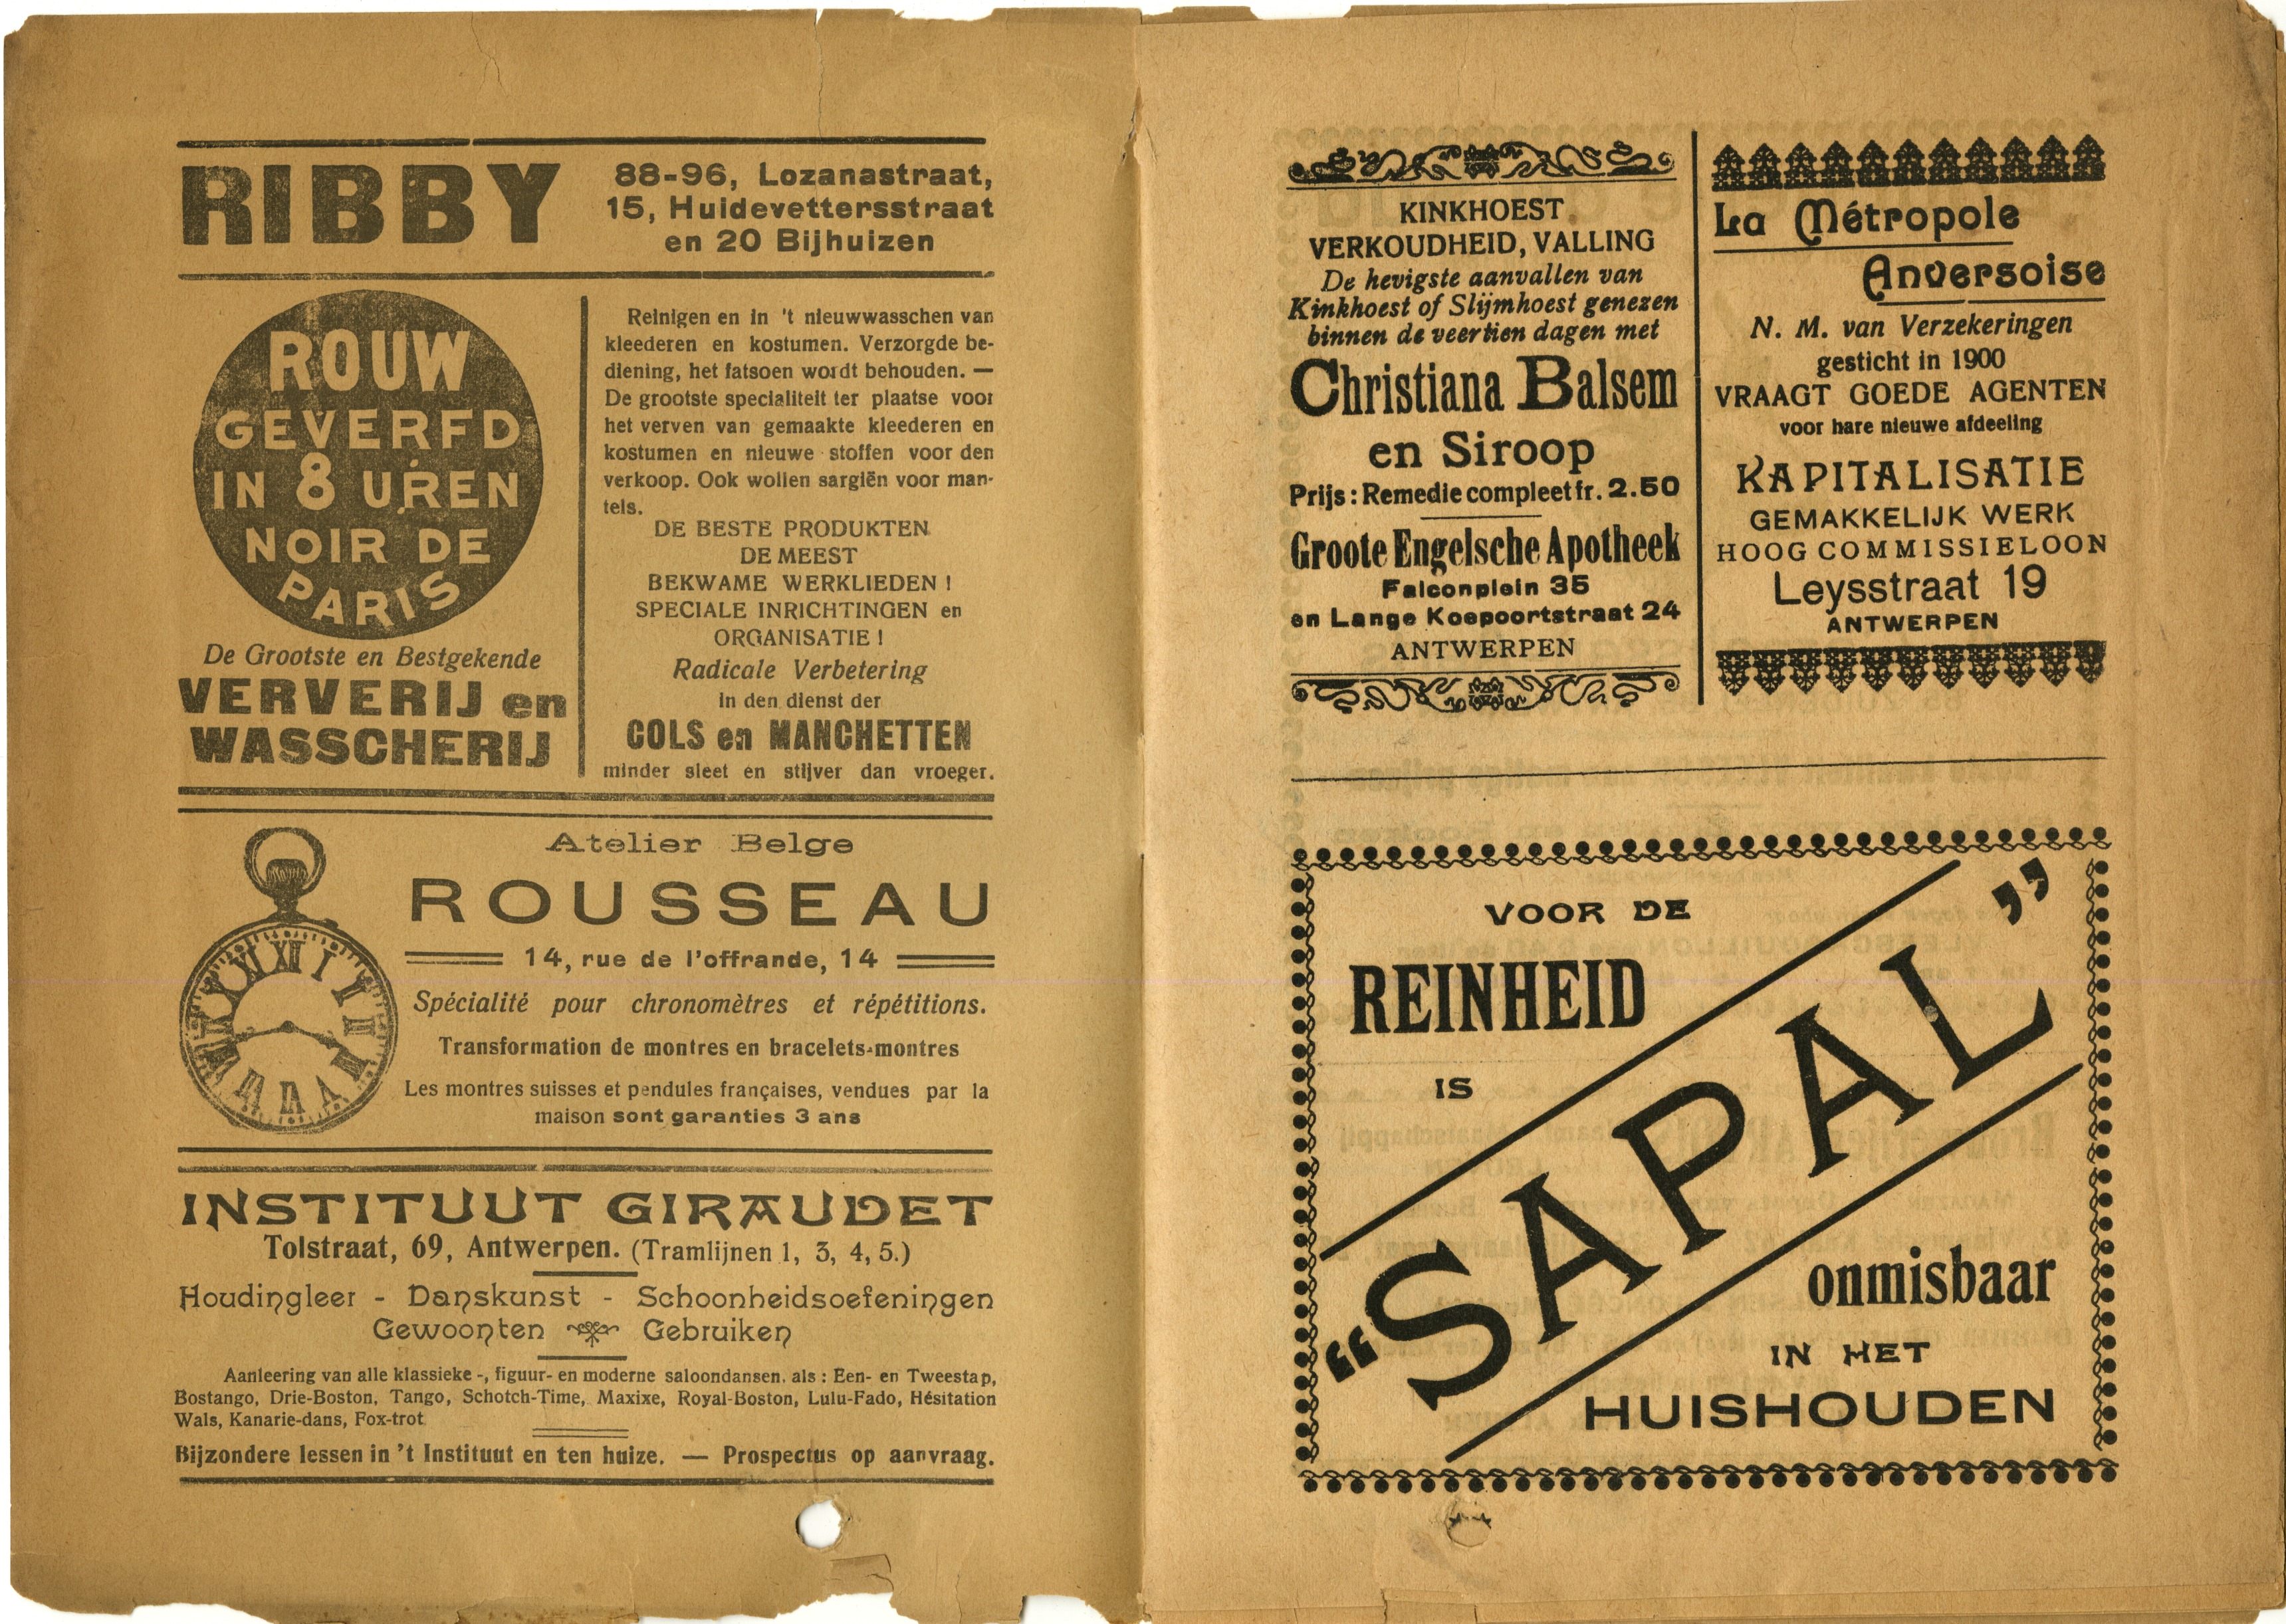 RIBBY
88-96, Lozanastraat,
15, Huidevettersstraat
en 20 Bijhuizen
ROUW
GEVERFD
IN 8 UREN
NOIR DE
PARIS
De Grootste en Bestgekende
VERVERIJ en
WASSCHERIJ
Reinigen en in 't nieuwwasschen van
kleederen en kostumen. Verzorgde be-
diening, het fatsoen wordt behouden. —
De grootste specialiteit ter plaatse voor
het verven van gemaakte kleederen en
kostumen en nieuwe stoffen voor den
verkoop. Ook wollen sargiën voor man-
tels.
DE BESTE PRODUKTEN
DE MEEST
BEKWAME WERKLIEDEN !
SPECIALE INRICHTINGEN en
ORGANISATIE !
Radicale Verbetering
in den dienst der
COLS en MANCHETTEN
minder sleet en stijver dan vroeger.
Atelier Belge
ROUSSEAU
14, rue de l'offrande, 14
Spécialité pour chronomètres et répétitions.
Transformation de montres en bracelets-montres
Les montres suisses et pendules françaises, vendues par la
maison sont garanties 3 ans
XII I II III IIII V VI VII VIII IX X XI
INSTITUUT GIRAUDET
Tolstraat, 69, Antwerpen. (Tramlijnen 1, 3, 4, 5.)
Houdingleer - Danskunst - Schoonheidsoefeningen
Gewoonten Gebruiken
Aanleering van alle klassieke -, figuur- en moderne saloondansen. als : Een- en Tweestap,
Bostango, Drie-Boston, Tango, Schotch-Time, Maxixe, Royal-Boston, Lulu-Fado, Hésitation
Wals, Kanarie-dans, Fox-trot
Bijzondere lessen in 't Instituut en ten huize. — Prospectus op aanvraag.
KINKHOEST
VERKOUDHEID, VALLING
De hevigste aanvallen van
Kinkhoest of Slijmhoest genezen
binnen de veertien dagen met
Christiana Balsem
en Siroop
Prijs : Remedie compleet fr. 2.50
Groote Engelsche Apotheek
Falconplein 35
en Lange Koepoortstraat 24
ANTWERPEN
La Métropole
Anversoise
N. M. van Verzekeringen
gesticht in 1900
VRAAGT GOEDE AGENTEN
voor hare nieuwe afdeeling
KAPITALISATIE
GEMAKKELIJK WERK
HOOG COMMISSIELOON
Leysstraat 19
ANTWERPEN
VOOR DE
REINHEID
IS
“SAPAL”
onmisbaar
IN HET
HUISHOUDEN